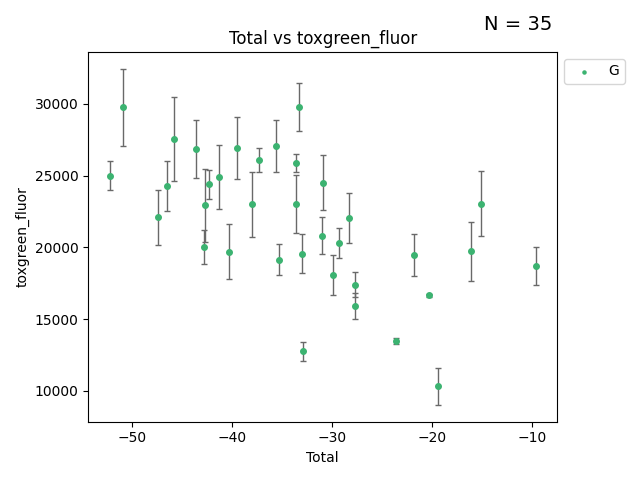 N = 35
Total vs toxgreen_fluor
G
30000
25000
20000
15000
10000
toxgreen_fluor
−50
−40
−30
−20
−10
Total